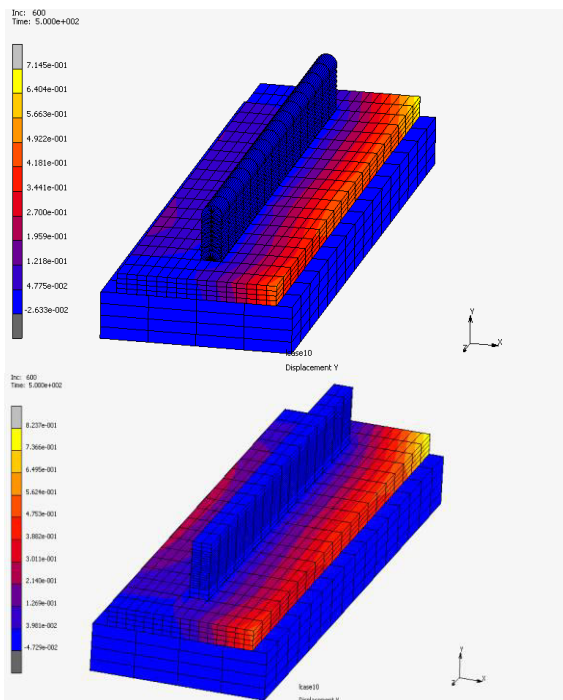 Inc: 600
Time: 5.000e+002
7.145e-001
6.404e-001
5.663e-001
4.922e-001
4.181e-001
3.441e-001
2.700e-001
1.959e-001
1.218e-001
4.775e-002
-2.633e-002
Y
Z X
lcase10
Displacement Y
Inc: 600
Time: 5.000e+002
8.237e-001
7.366e-001
6.495e-001
5.624e-001
4.753e-001
3.882e-001
3.011e-001
2.140e-001
1.269e-001
3.981e-002
-4.729e-002
Y
Z X
lcase10
Displacement Y